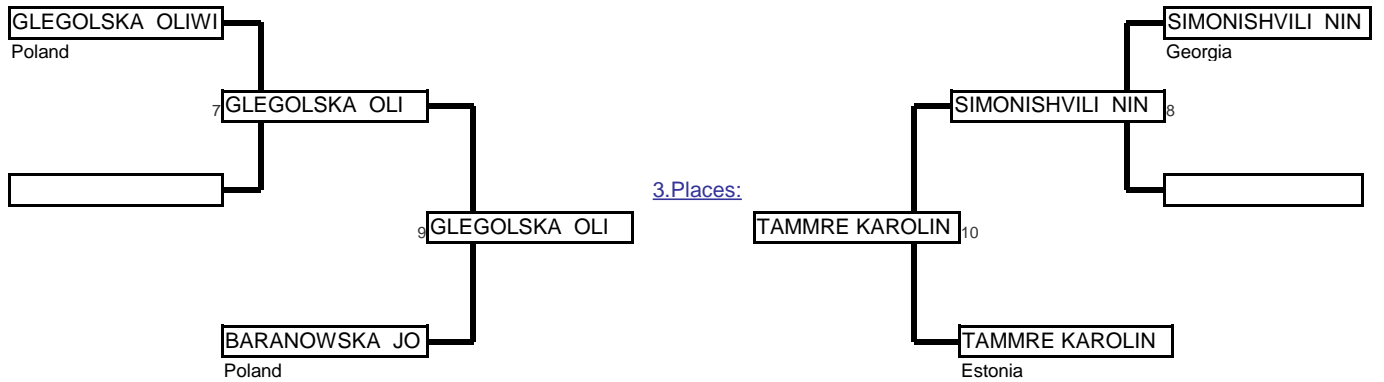 GLEGOLSKA OLIWI
Poland
7 GLEGOLSKA OLI
9 GLEGOLSKA OLI
BARANOWSKA JO
Poland
3.Places:
SIMONISHVILI NIN
Georgia
SIMONISHVILI NIN 8
TAMMRE KAROLIN 10
TAMMRE KAROLIN
Estonia